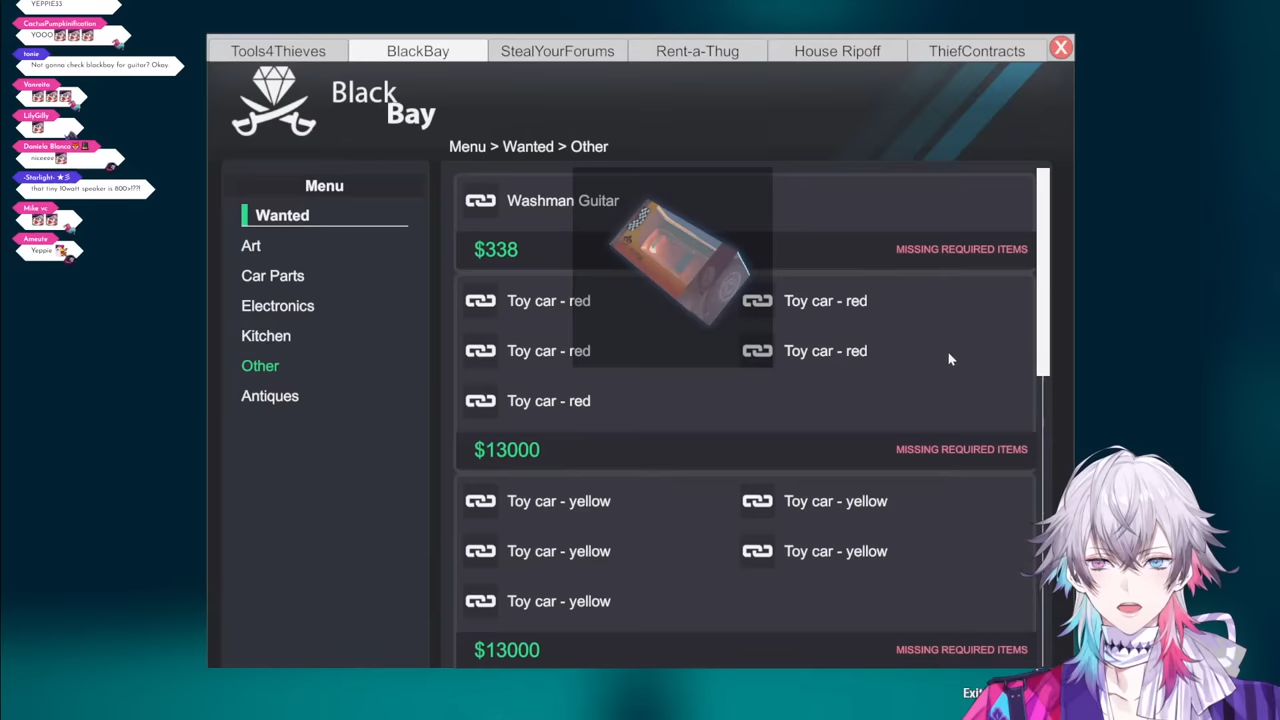 YEPPIE33
CactusPumpkinification
YOOO
tonie
Not gonna check blackbay for guitar? Okay
Vanreita
LilyGilly
Daniela Blanco
niceeee
-Starlight- ★彡
that tiny 10watt speaker is 800>!??!
Mike vc
Ameute
Yeppie
Tools4Thieves
BlackBay
StealYourForums
Rent-a-Thug
House Ripoff
ThiefContracts
X
Black
Bay
Menu > Wanted > Other
Menu
Wanted
Art
Car Parts
Electronics
Kitchen
Other
Antiques
Washman Guitar
$338 MISSING REQUIRED ITEMS
Toy car - red Toy car - red
Toy car - red Toy car - red
Toy car - red
$13000 MISSING REQUIRED ITEMS
Toy car - yellow Toy car - yellow
Toy car - yellow Toy car - yellow
Toy car - yellow
$13000 MISSING REQUIRED ITEMS